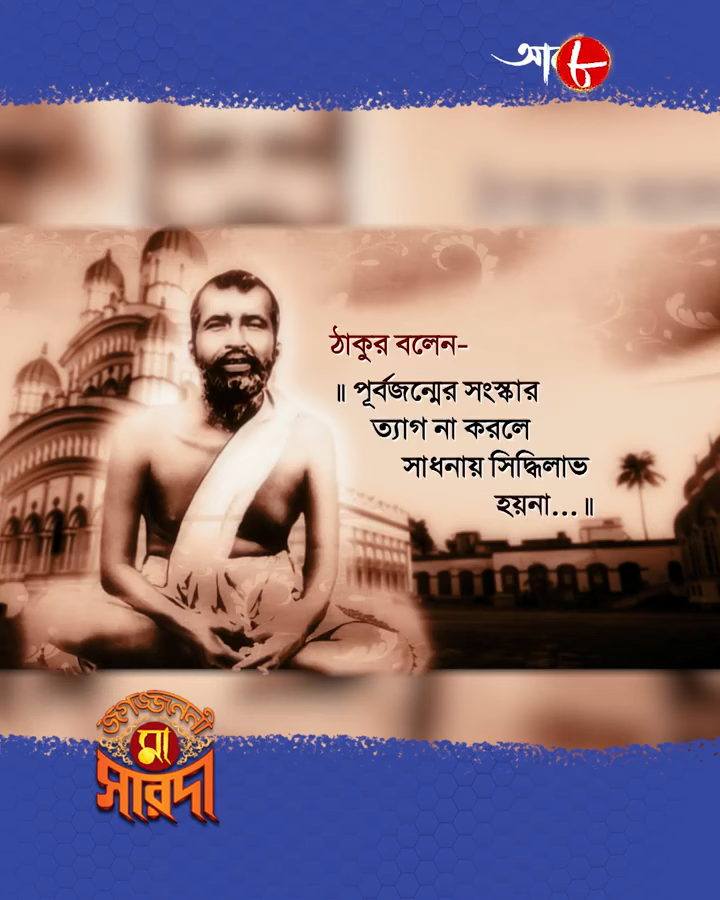 আট
ঠাকুর বলেন-
॥ পূর্বজন্মের সংস্কার
ত্যাগ না করলে
সাধনায় সিদ্ধিলাভ
হয়না...॥
জগজ্জননী
মা
সারদা